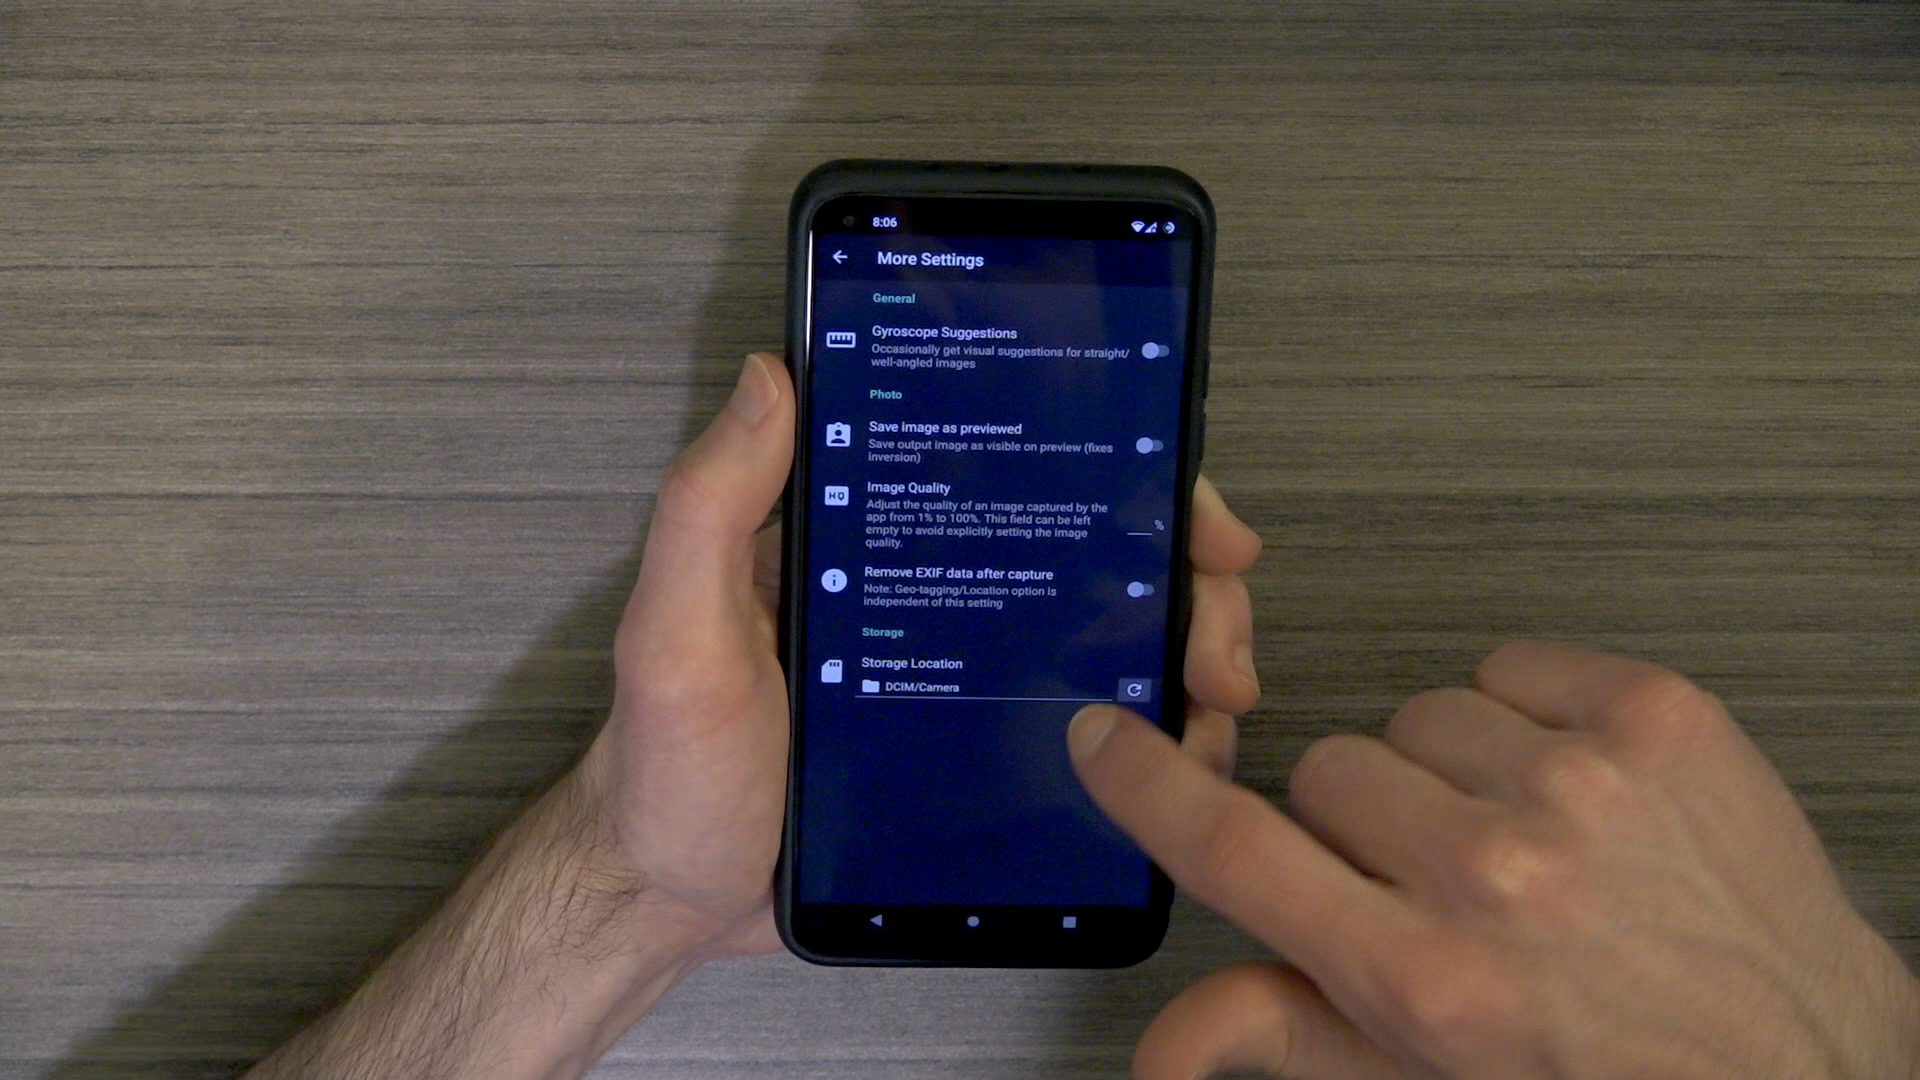 8:06
More Settings
General
Gyroscope Suggestions
Occasionally get visual suggestions for straight/
well-angled images
Photo
Save image as previewed
Save output image as visible on preview (fixes
inversion)
HQ
Image Quality
Adjust the quality of an image captured by the
app from 1% to 100%. This field can be left
empty to avoid explicitly setting the image
quality.
%
Remove EXIF data after capture
Note: Geo-tagging/Location option is
independent of this setting
Storage
Storage Location
DCIM/Camera